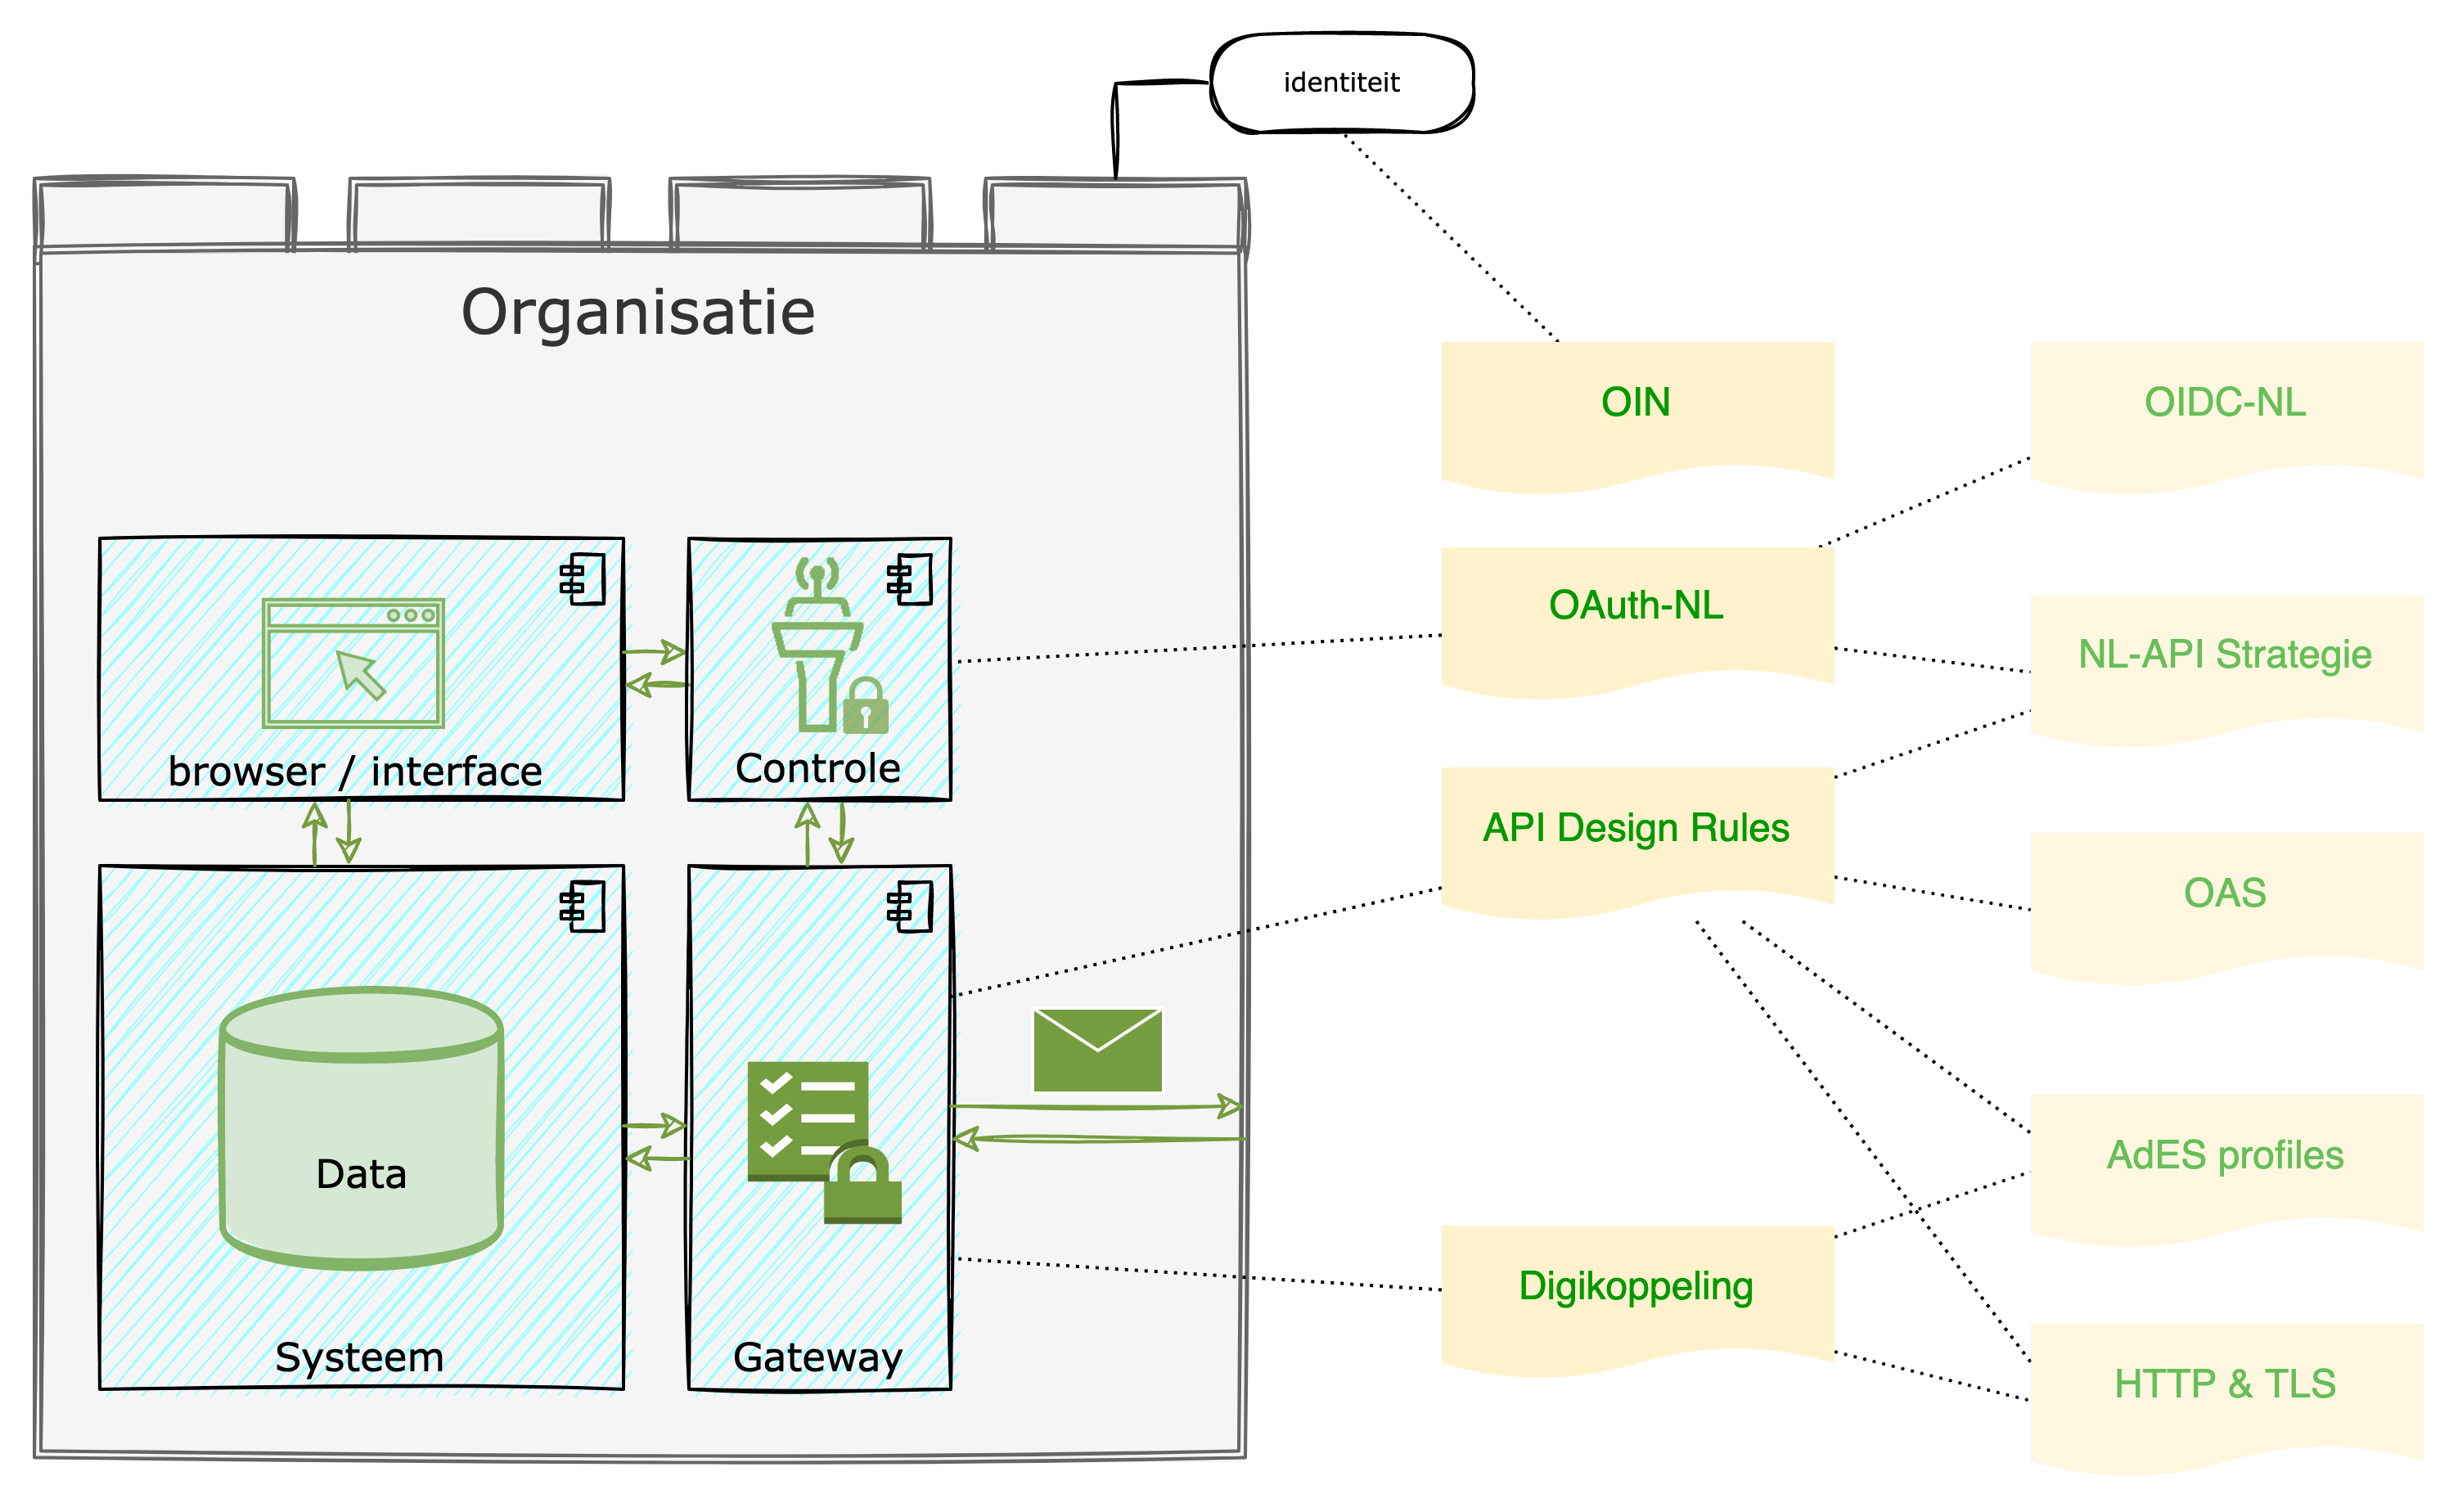 identiteit
Organisatie
browser / interface
Controle
Data
Systeem
Gateway
OIN
OAuth-NL
API Design Rules
Digikoppeling
OIDC-NL
NL-API Strategie
OAS
AdES profiles
HTTP & TLS